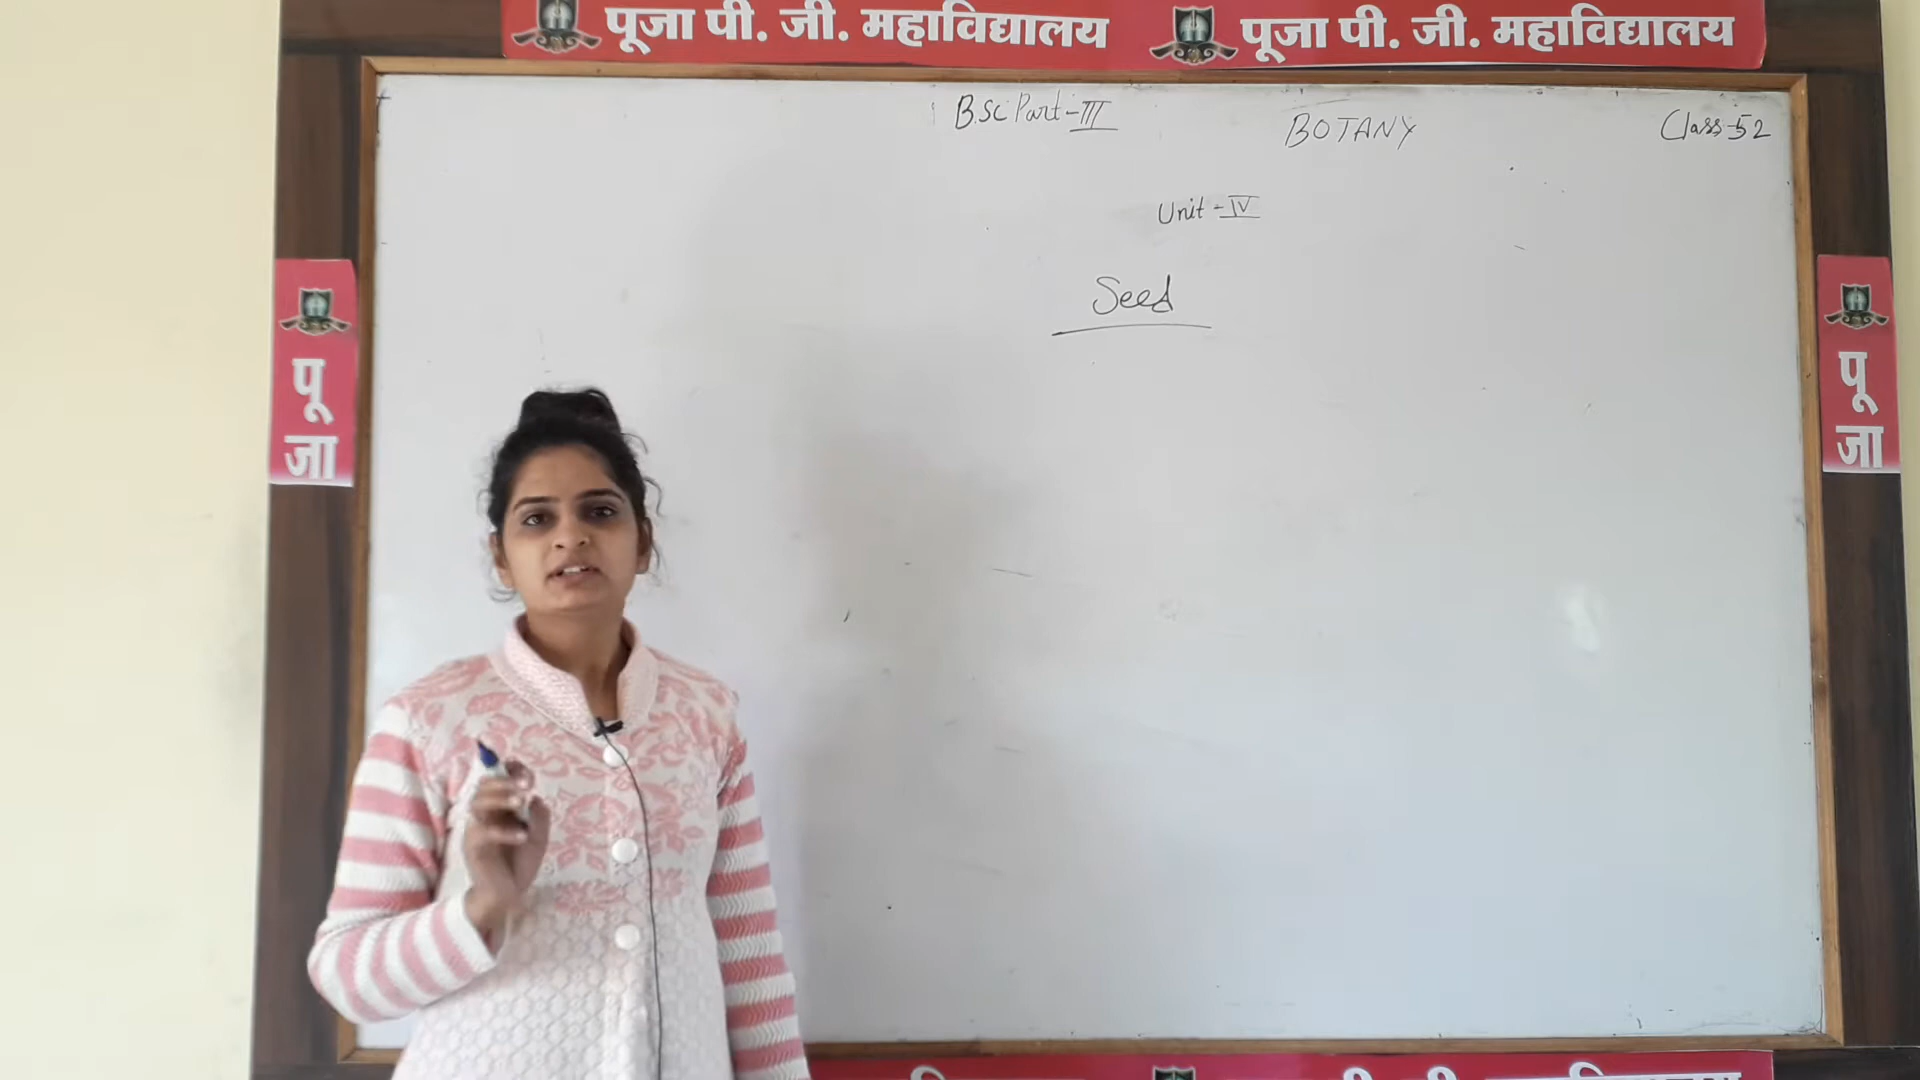 पूजा पी. जी. महाविद्यालय पूजा पी. जी. महाविद्यालय
B.Sc Part-III BOTANY Class-52
Unit-IV
Seed
पू
जा
पू
जा